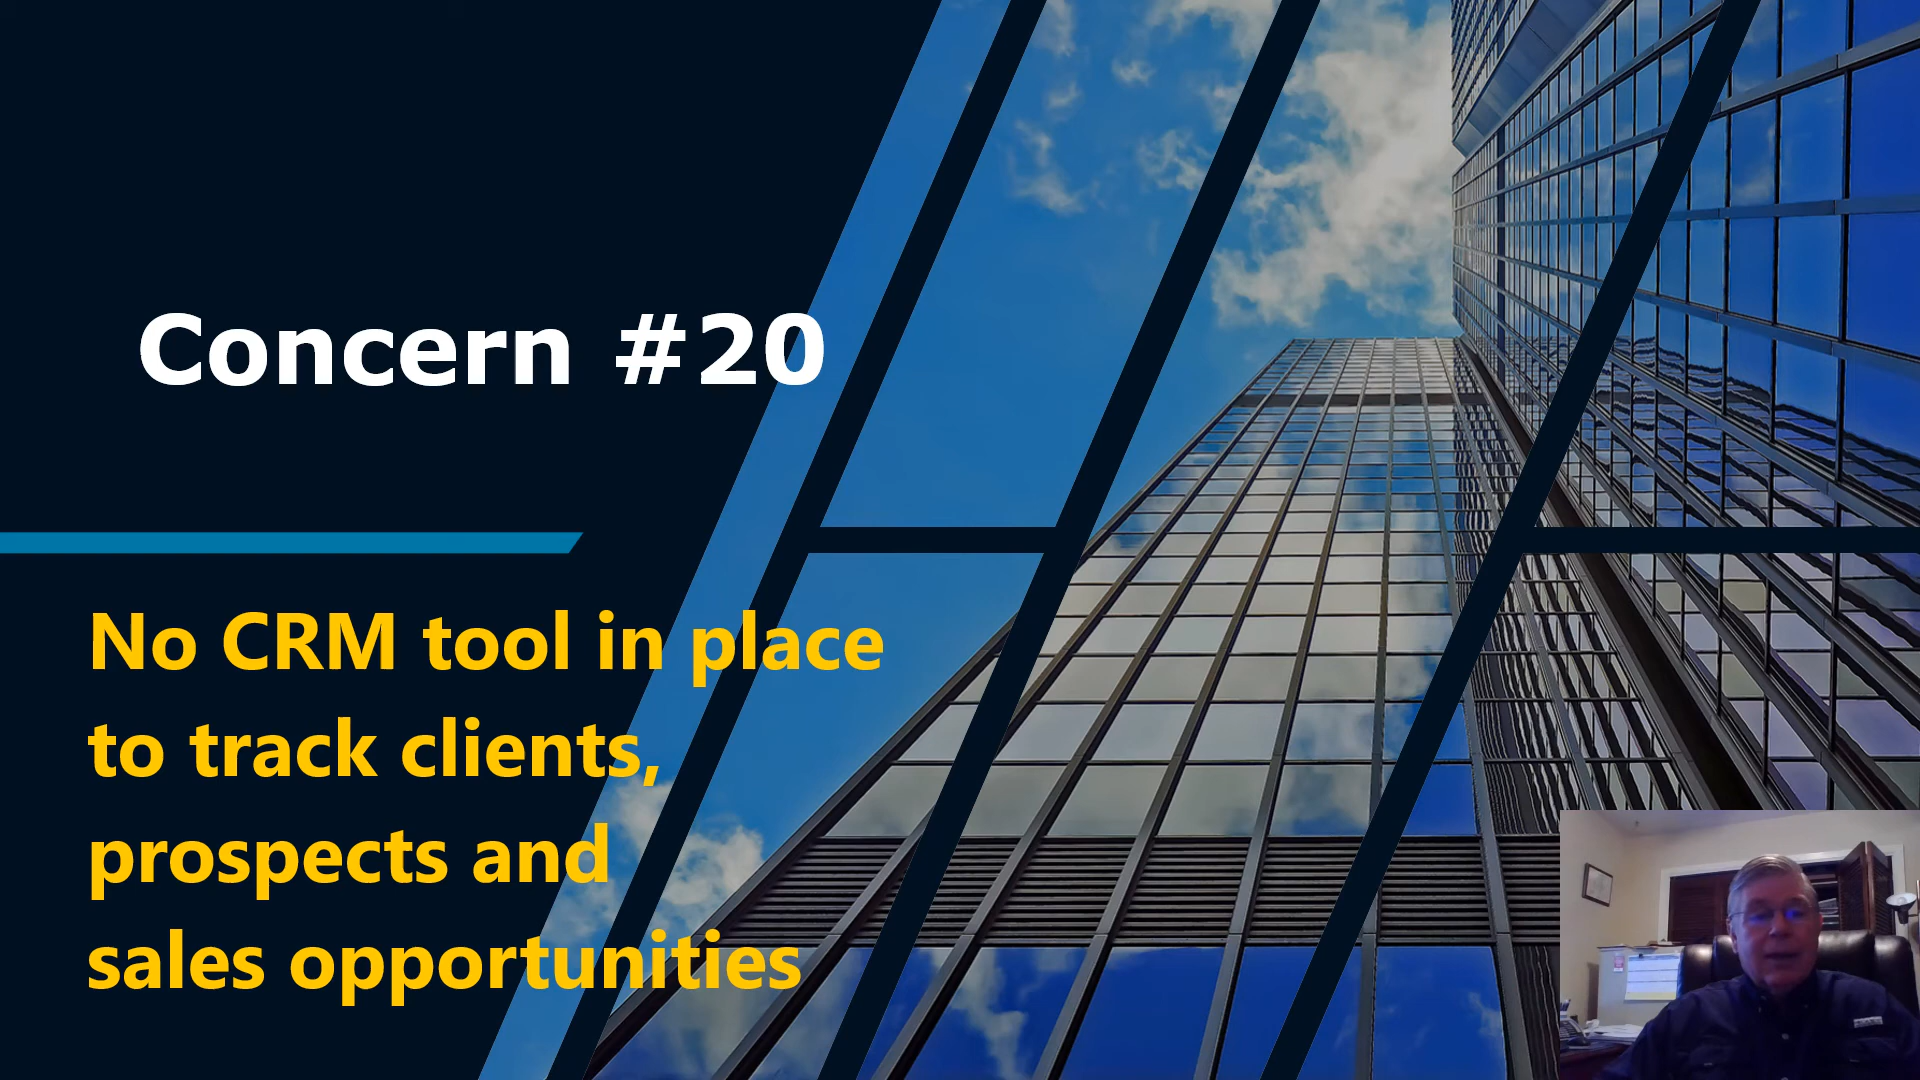 Concern #20
No CRM tool in place
to track clients,
prospects and
sales opportunities